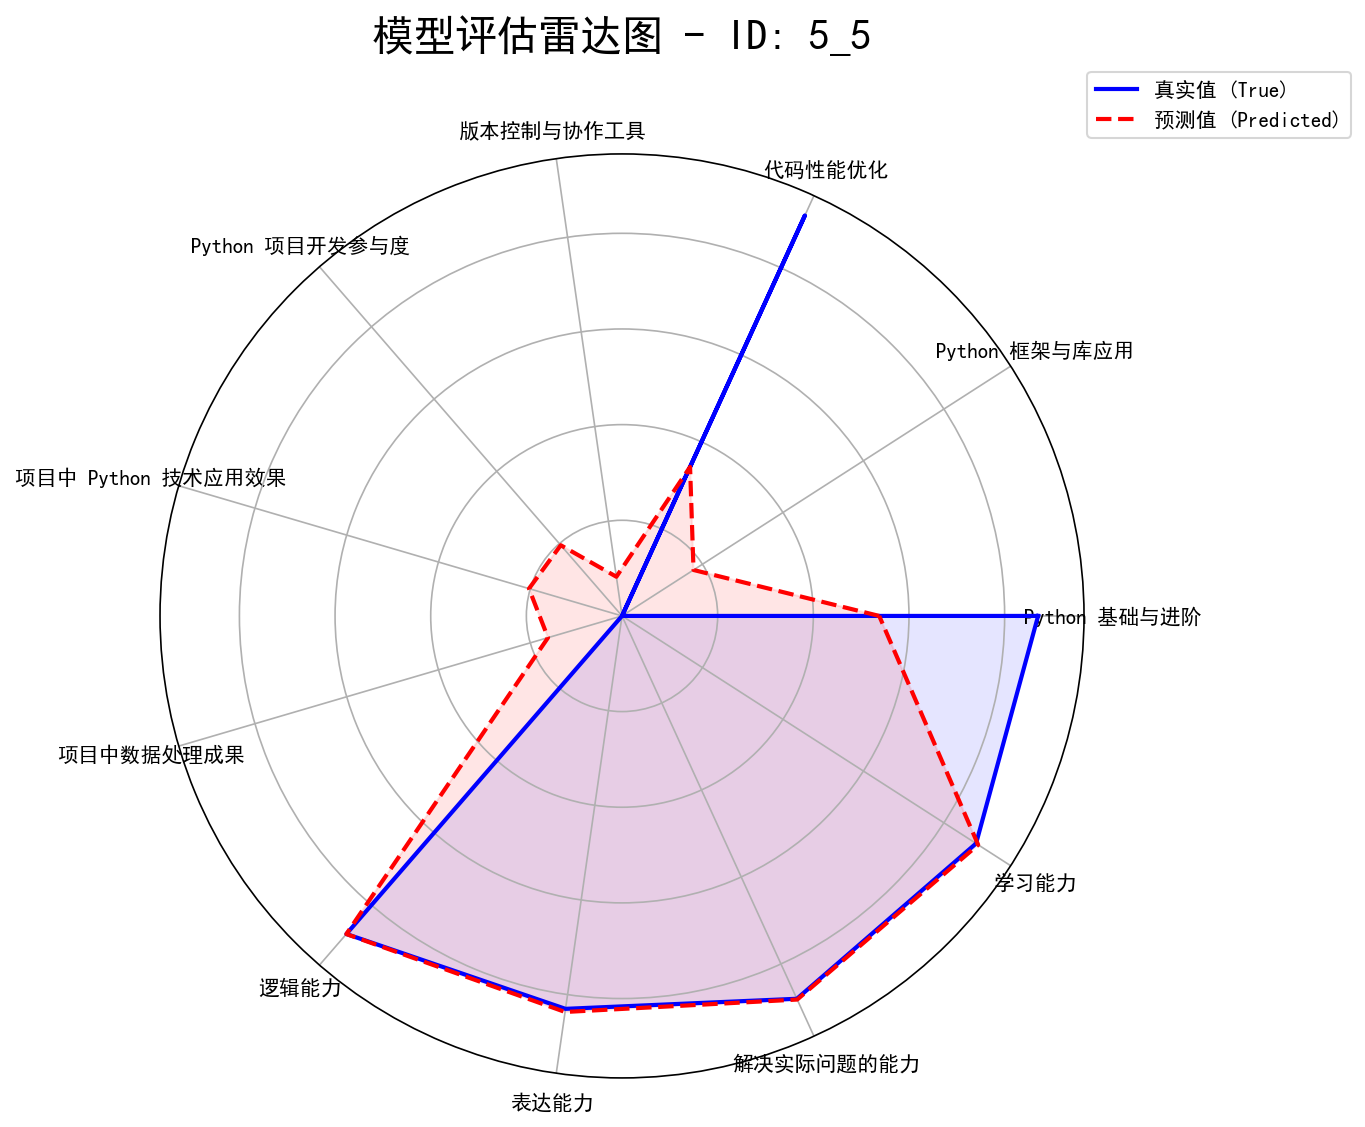 模型评估雷达图 - ID: 5_5
真实值 (True)
预测值 (Predicted)
版本控制与协作工具
代码性能优化
Python 项目开发参与度
Python 框架与库应用
项目中 Python 技术应用效果
Python 基础与进阶
项目中数据处理成果
学习能力
逻辑能力
解决实际问题的能力
表达能力